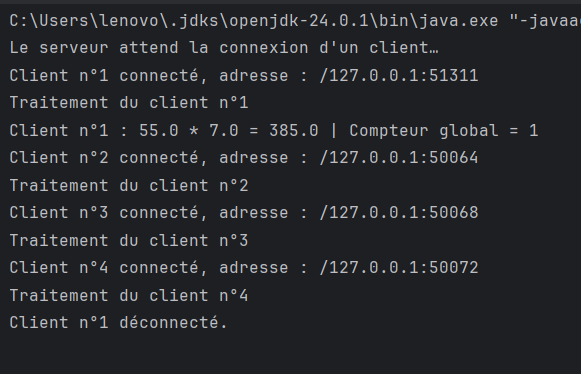 C:\Users\lenovo\.jdks\openjdk-24.0.1\bin\java.exe "-javaa
Le serveur attend la connexion d'un client…
Client n°1 connecté, adresse : /127.0.0.1:51311
Traitement du client n°1
Client n°1 : 55.0 * 7.0 = 385.0 | Compteur global = 1
Client n°2 connecté, adresse : /127.0.0.1:50064
Traitement du client n°2
Client n°3 connecté, adresse : /127.0.0.1:50068
Traitement du client n°3
Client n°4 connecté, adresse : /127.0.0.1:50072
Traitement du client n°4
Client n°1 déconnecté.